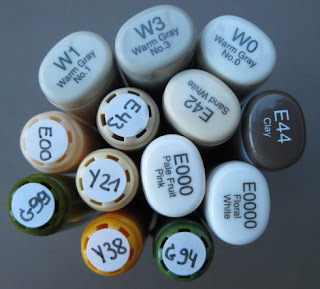 W1
Warm Gray
No.1
W3
Warm Gray
No.3
W0
Warm Gray
No.0
E00
E43
E42
Sand White
E44
Clay
Y21
E000
Pale Fruit
Pink
E0000
Floral
White
G99
Y38
G94